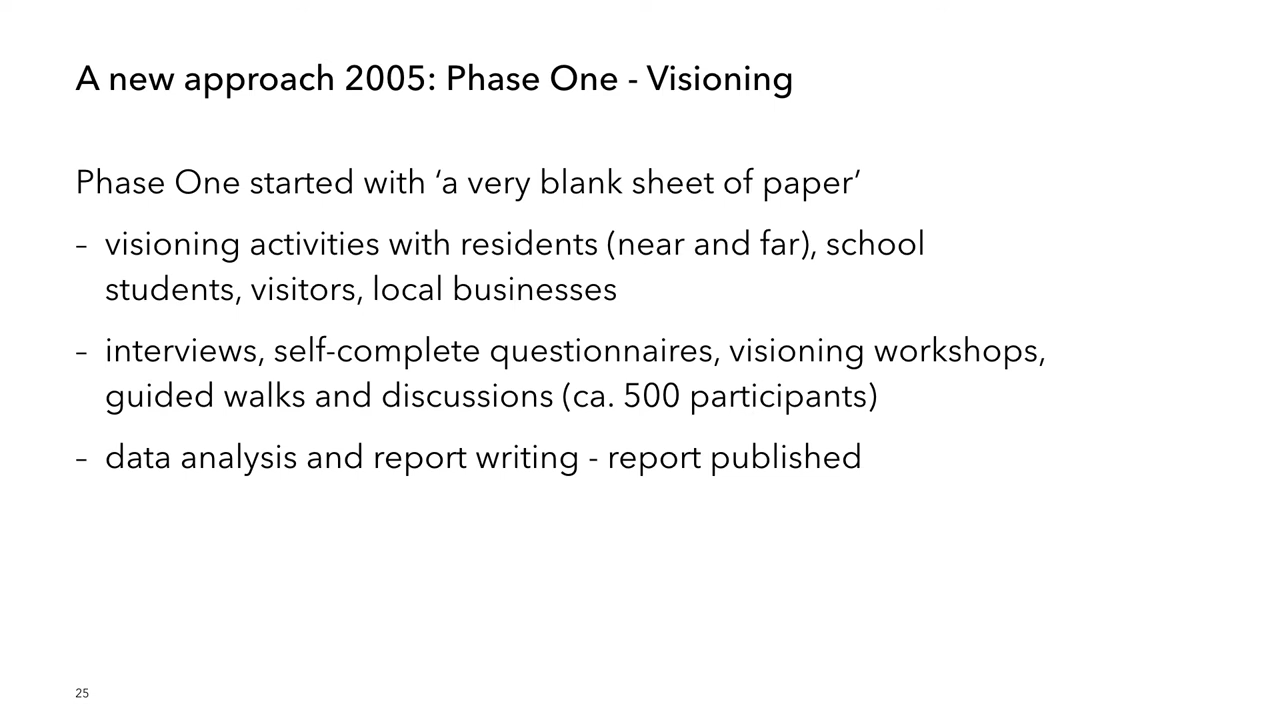 A new approach 2005: Phase One - Visioning
Phase One started with ‘a very blank sheet of paper’
– visioning activities with residents (near and far), school
students, visitors, local businesses
– interviews, self-complete questionnaires, visioning workshops,
guided walks and discussions (ca. 500 participants)
– data analysis and report writing - report published
25